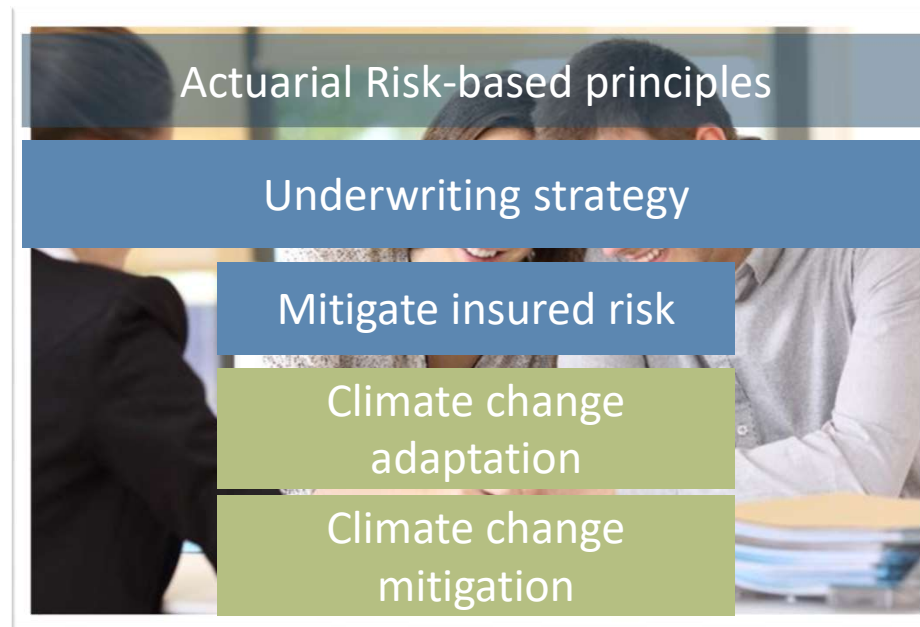 Actuarial Risk-based principles
Underwriting strategy
Mitigate insured risk
Climate change
adaptation
Climate change
mitigation